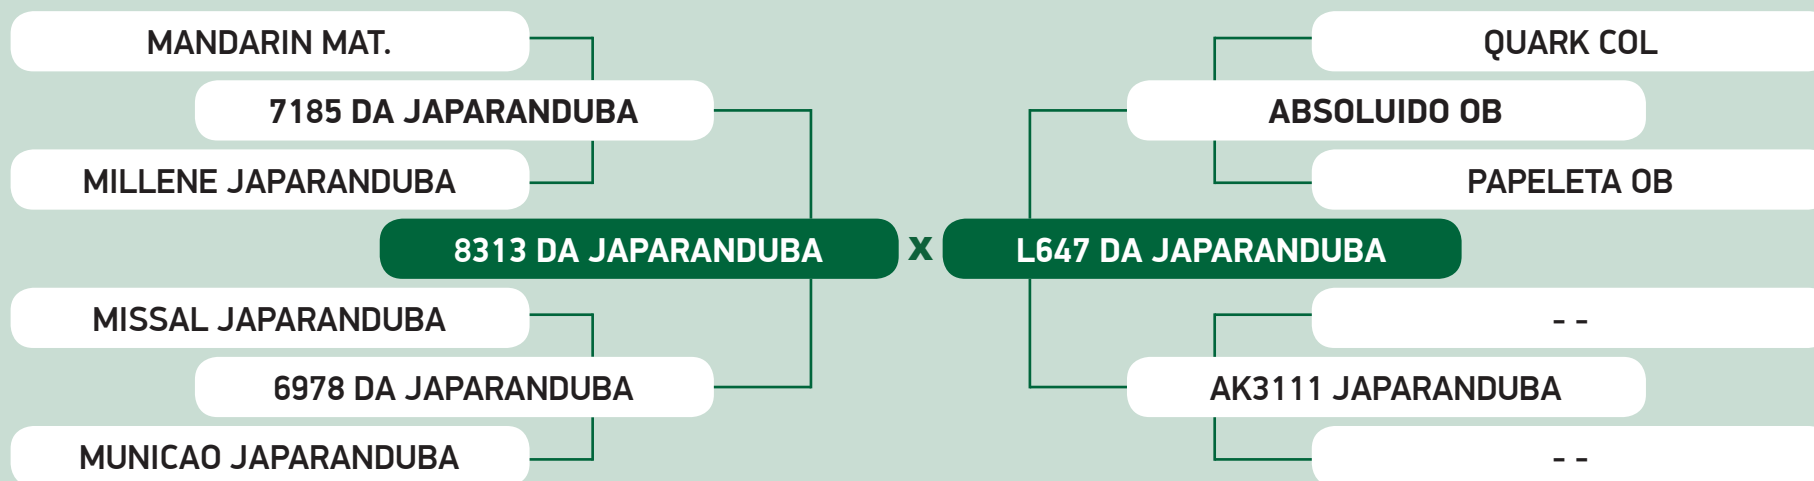 MANDARIN MAT.
QUARK COL
7185 DA JAPARANDUBA
ABSOLUIDO OB
MILLENE JAPARANDUBA
PAPELETA OB
8313 DA JAPARANDUBA X L647 DA JAPARANDUBA
MISSAL JAPARANDUBA
- -
6978 DA JAPARANDUBA
AK3111 JAPARANDUBA
MUNICAO JAPARANDUBA
- -